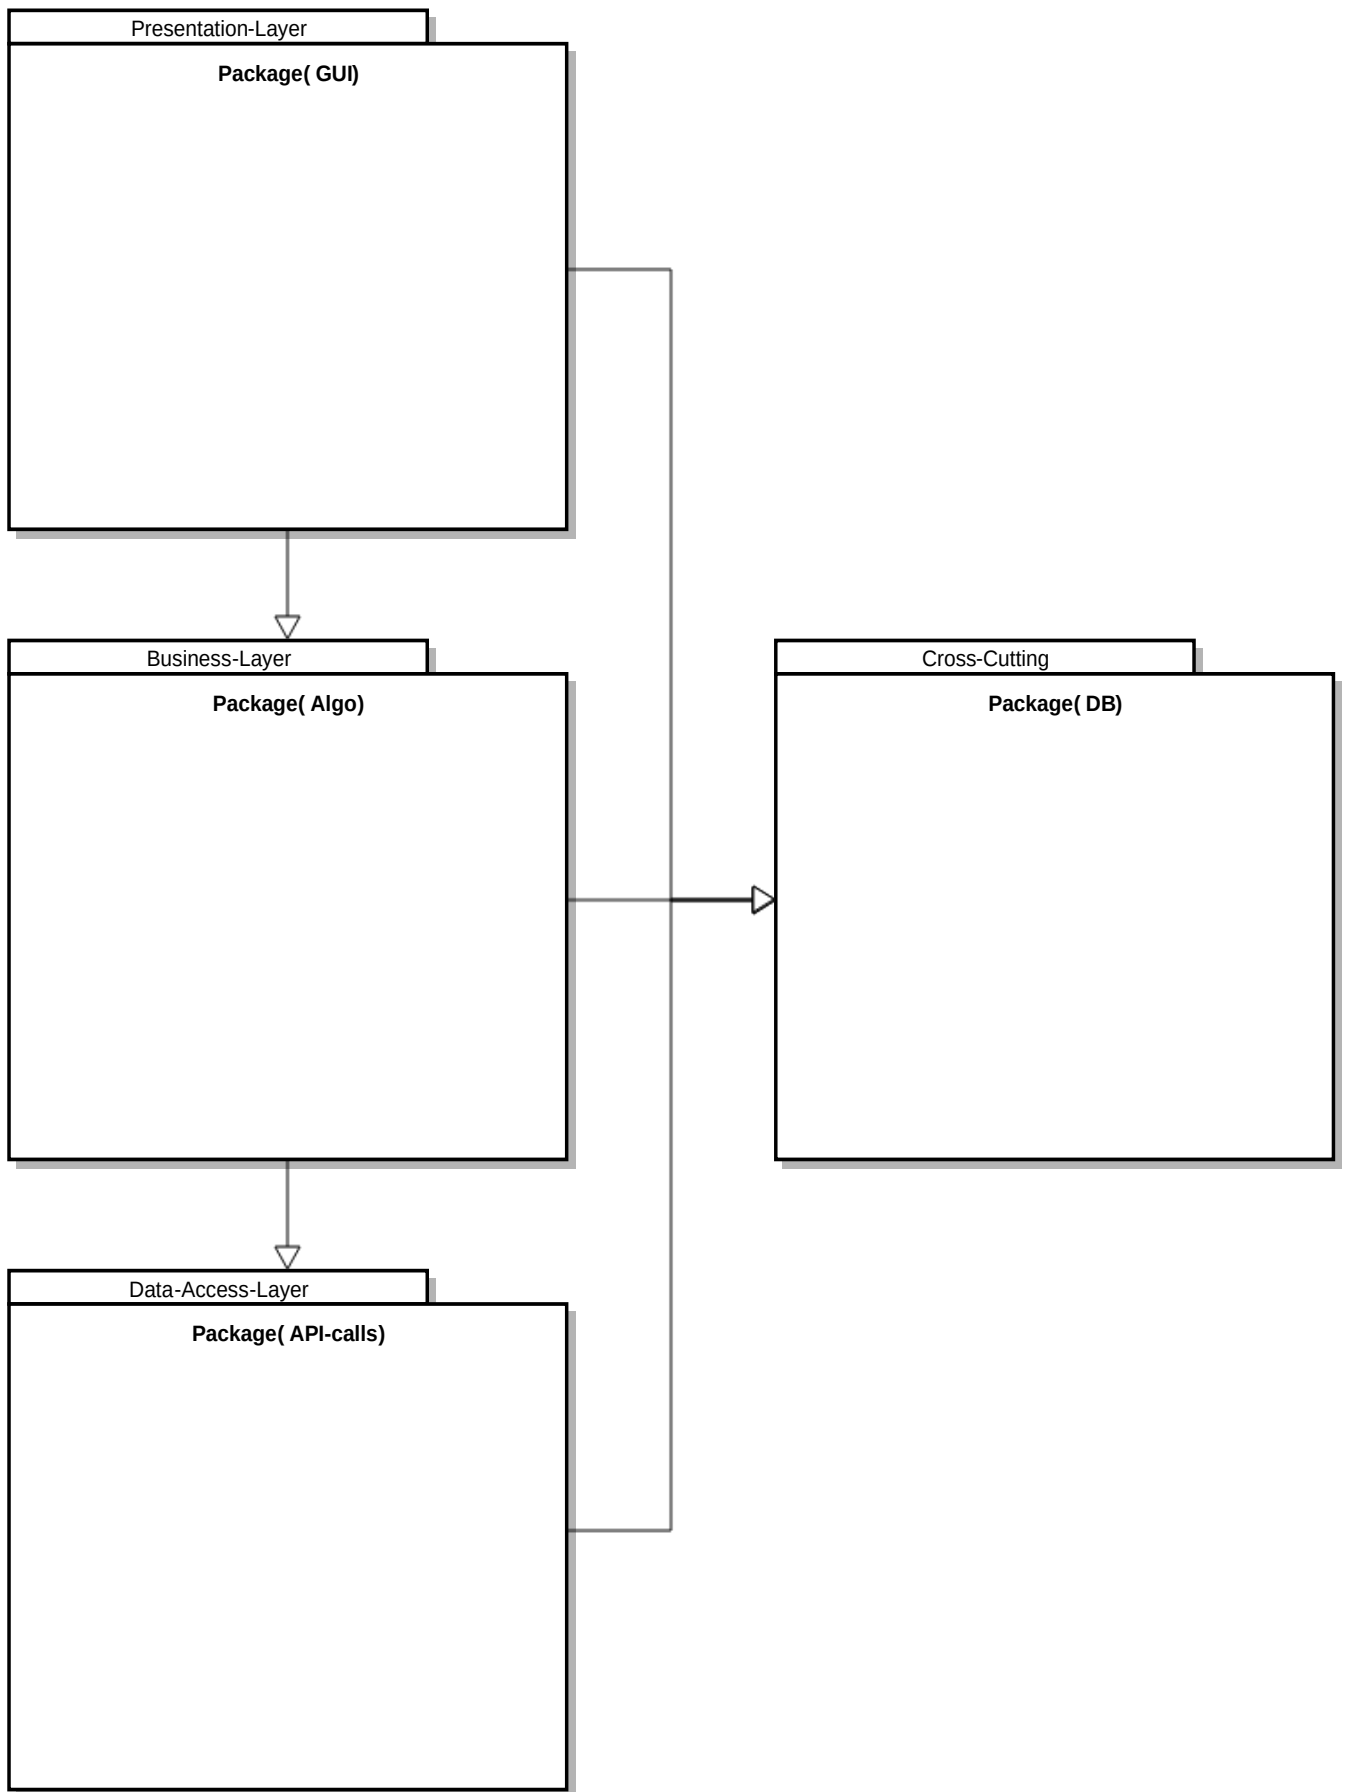 Presentation-Layer
Package( GUI)
Business-Layer
Package( Algo)
Cross-Cutting
Package( DB)
Data-Access-Layer
Package( API-calls)